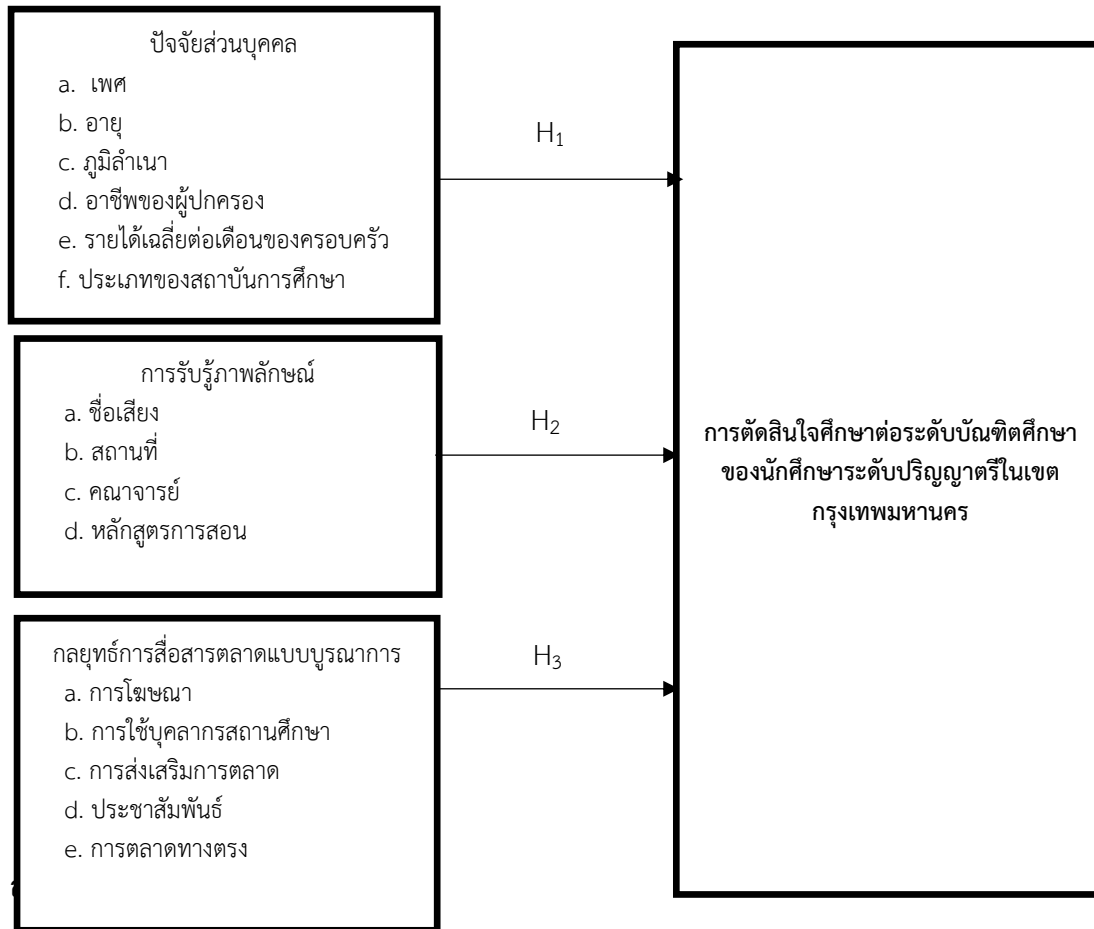 ปัจจัยส่วนบุคคล
a. เพศ
b. อายุ
c. ภูมิลำเนา
d. อาชีพของผู้ปกครอง
e. รายได้เฉลี่ยต่อเดือนของครอบครัว
f. ประเภทของสถาบันการศึกษา
H1
การรับรู้ภาพลักษณ์
a. ชื่อเสียง
b. สถานที่
c. คณาจารย์
d. หลักสูตรการสอน
H2
กลยุทธ์การสื่อสารตลาดแบบบูรณาการ
a. การโฆษณา
b. การใช้บุคลากรสถานศึกษา
c. การส่งเสริมการตลาด
d. ประชาสัมพันธ์
e. การตลาดทางตรง
H3
การตัดสินใจศึกษาต่อระดับบัณฑิตศึกษา
ของนักศึกษาระดับปริญญาตรีในเขต
กรุงเทพมหานคร